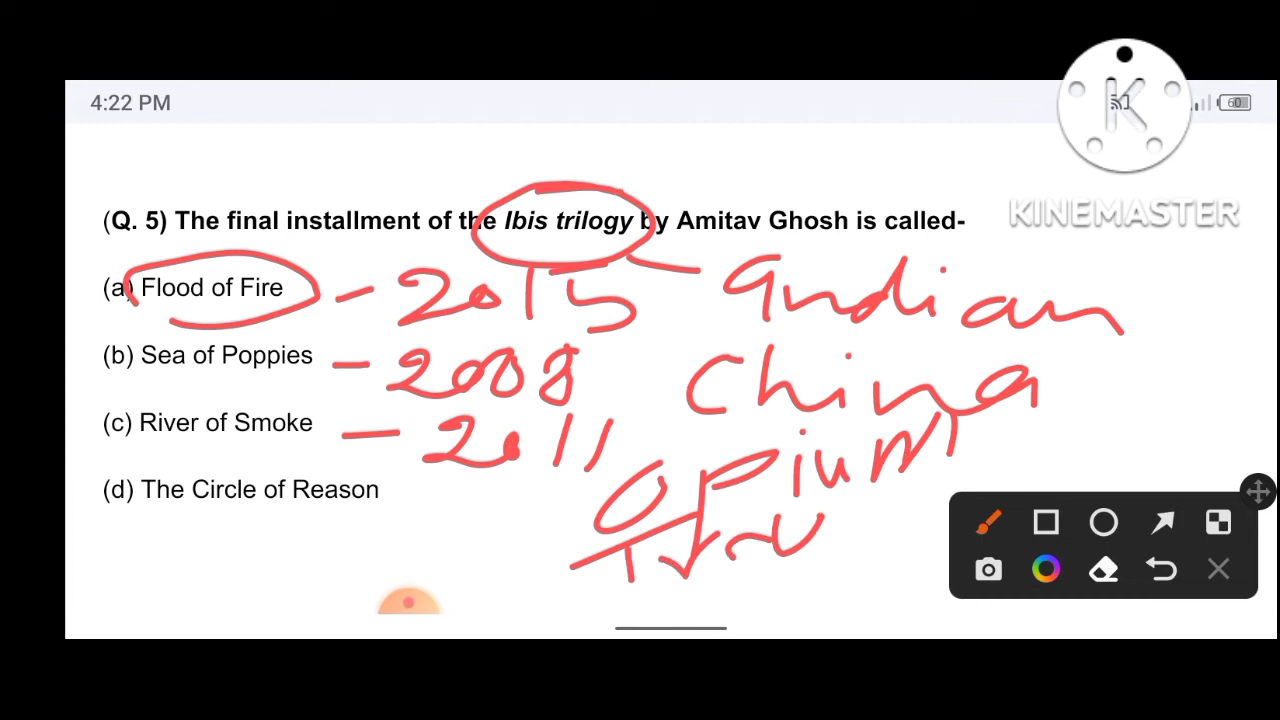 4:22 PM
60
KINEMASTER
(Q. 5) The final installment of the Ibis trilogy by Amitav Ghosh is called-
(a) Flood of Fire – 2015 – Indian
(b) Sea of Poppies – 2008 China
(c) River of Smoke – 2011 Opium
(d) The Circle of Reason